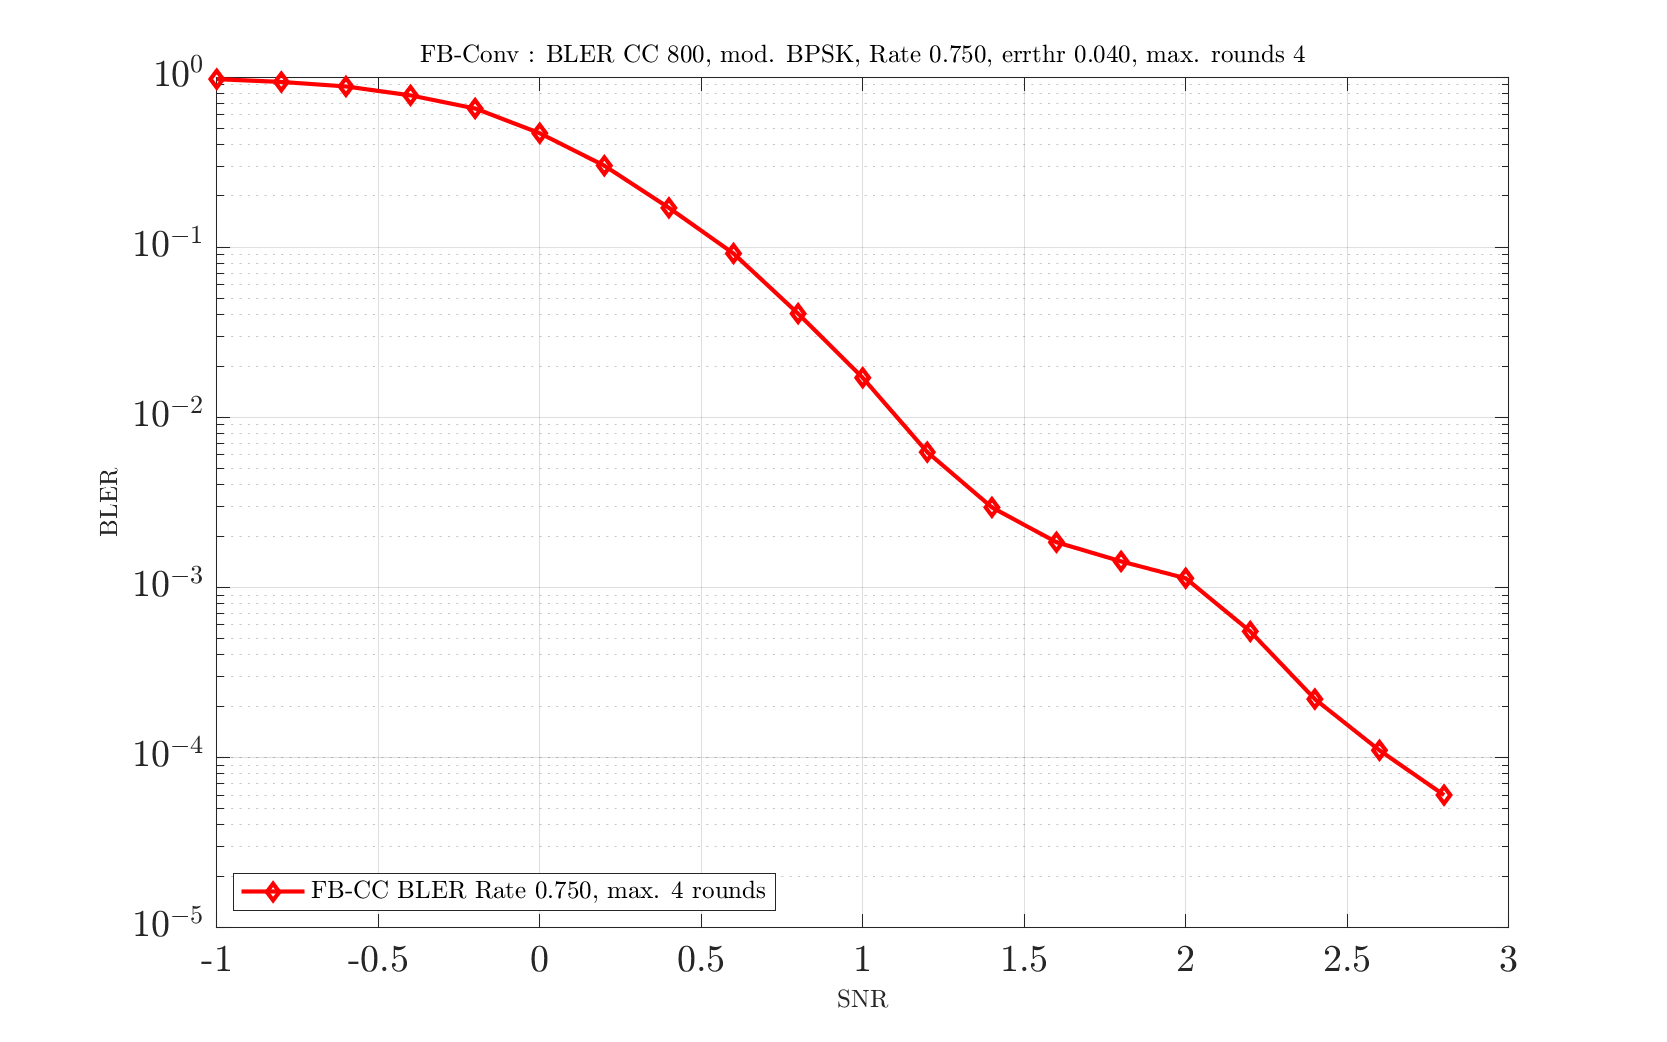 FB-Conv : BLER CC 800, mod. BPSK, Rate 0.750, errthr 0.040, max. rounds 4
10⁰
10⁻¹
10⁻²
BLER
10⁻³
10⁻⁴
10⁻⁵
FB-CC BLER Rate 0.750, max. 4 rounds
-1 -0.5 0 0.5 1 1.5 2 2.5 3
SNR